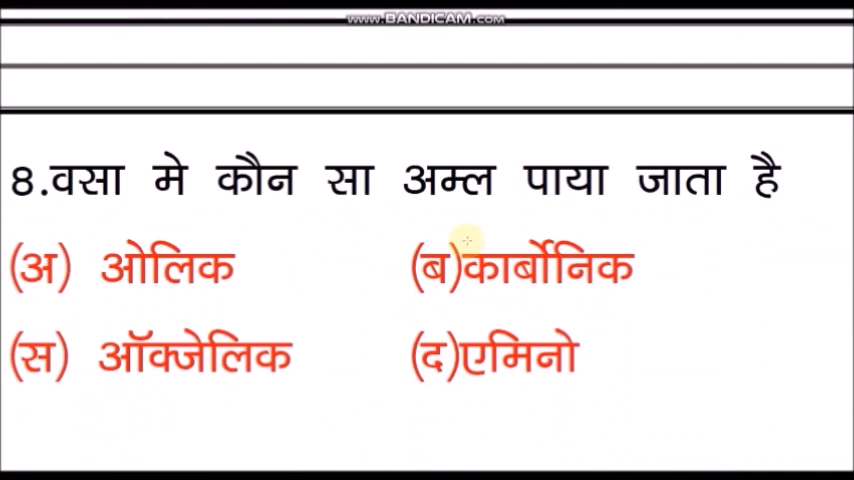 www.BANDICAM.com
8.वसा मे कौन सा अम्ल पाया जाता है
(अ) ओलिक (ब)कार्बोनिक
(स) ऑक्जेलिक (द)एमिनो